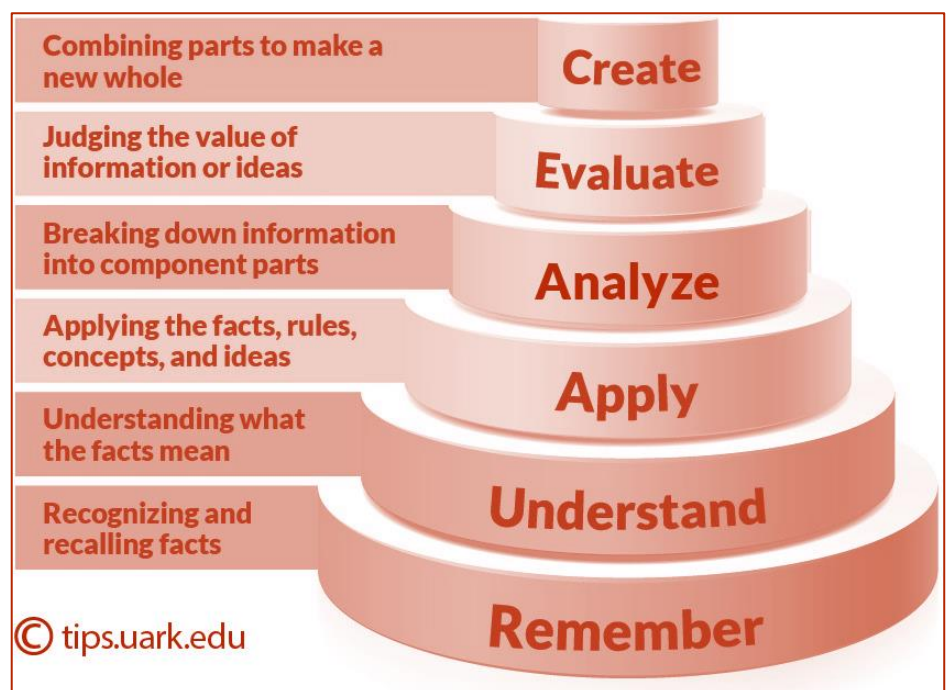 Combining parts to make a
new whole
Create
Judging the value of
information or ideas
Evaluate
Breaking down information
into component parts
Analyze
Applying the facts, rules,
concepts, and ideas
Apply
Understanding what
the facts mean
Understand
Recognizing and
recalling facts
Remember
© tips.uark.edu